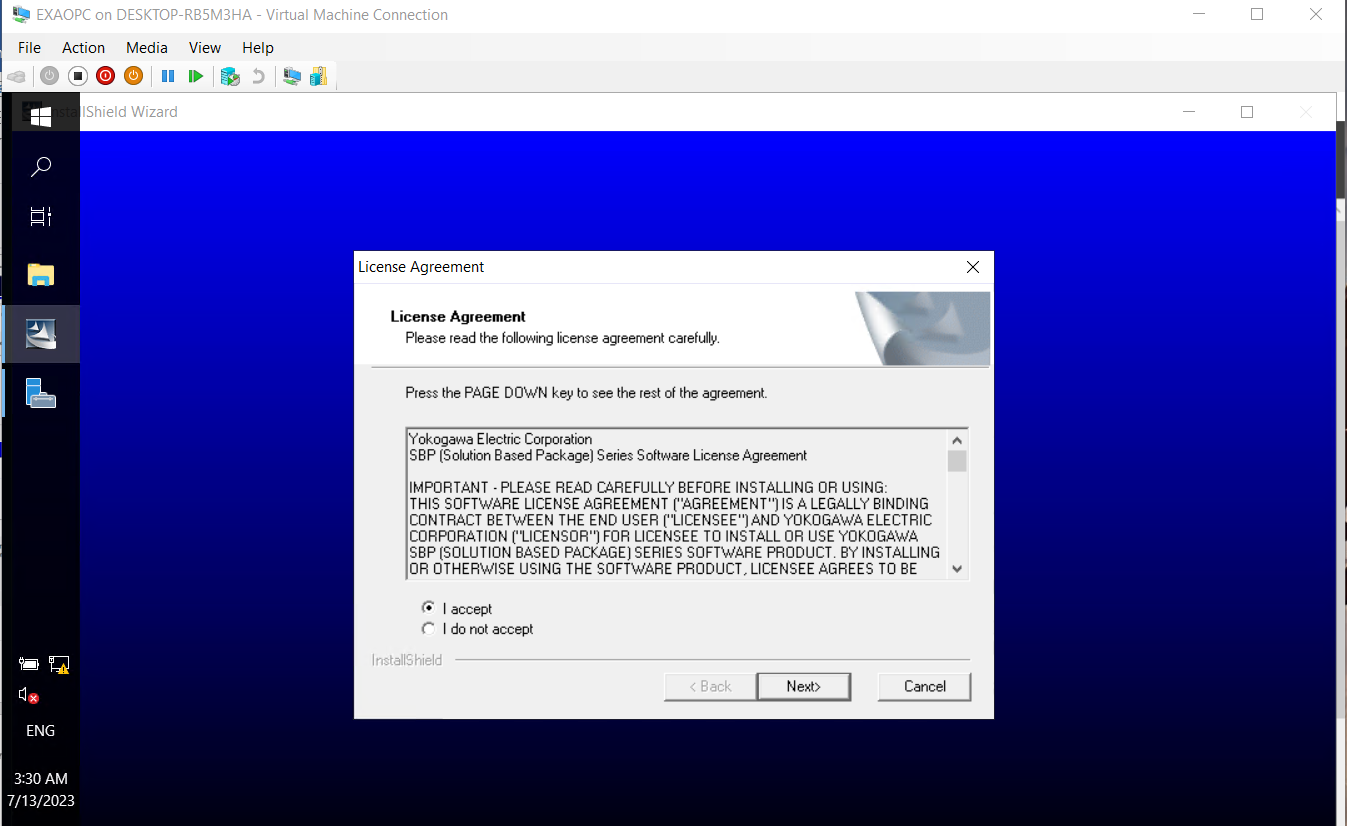 EXAOPC on DESKTOP-RB5M3HA - Virtual Machine Connection
File Action Media View Help
InstallShield Wizard
License Agreement
License Agreement
Please read the following license agreement carefully.
Press the PAGE DOWN key to see the rest of the agreement.
Yokogawa Electric Corporation
SBP (Solution Based Package) Series Software License Agreement
IMPORTANT - PLEASE READ CAREFULLY BEFORE INSTALLING OR USING:
THIS SOFTWARE LICENSE AGREEMENT ("AGREEMENT") IS A LEGALLY BINDING
CONTRACT BETWEEN THE END USER ("LICENSEE") AND YOKOGAWA ELECTRIC
CORPORATION ("LICENSOR") FOR LICENSEE TO INSTALL OR USE YOKOGAWA
SBP (SOLUTION BASED PACKAGE) SERIES SOFTWARE PRODUCT. BY INSTALLING
OR OTHERWISE USING THE SOFTWARE PRODUCT, LICENSEE AGREES TO BE
I accept
I do not accept
InstallShield
< Back Next> Cancel
ENG
3:30 AM
7/13/2023